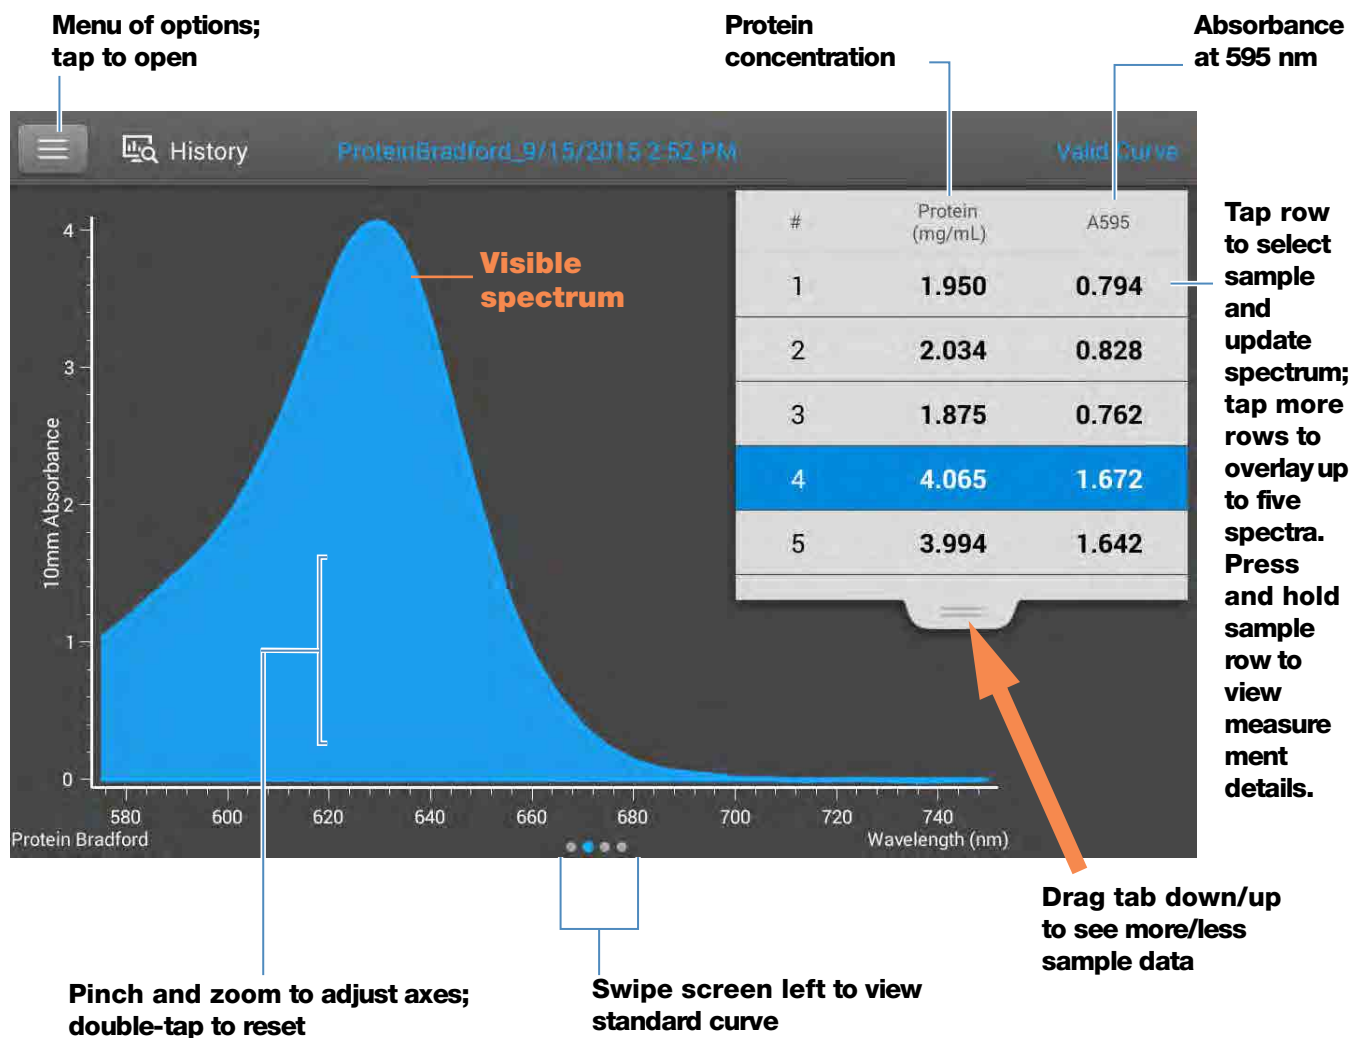 Menu of options;
tap to open
Protein
concentration
Absorbance
at 595 nm
History
ProteinBradford_9/15/2015 2:52 PM
Valid Curve
4
3
2
1
0
10mm Absorbance
Visible
spectrum
# Protein (mg/mL) A595
1 1.950 0.794
2 2.034 0.828
3 1.875 0.762
4 4.065 1.672
5 3.994 1.642
Tap row
to select
sample
and
update
spectrum;
tap more
rows to
overlay up
to five
spectra.
Press
and hold
sample
row to
view
measure
ment
details.
580 600 620 640 660 680 700 720 740
Protein Bradford
Wavelength (nm)
Drag tab down/up
to see more/less
sample data
Pinch and zoom to adjust axes;
double-tap to reset
Swipe screen left to view
standard curve